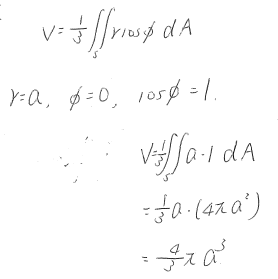 V = 1/3 ∬_S r cos φ dA
r = a, φ = 0, cos φ = 1.
V = 1/3 ∬_S a · 1 dA
= 1/3 a · (4π a²)
= 4/3 π a³